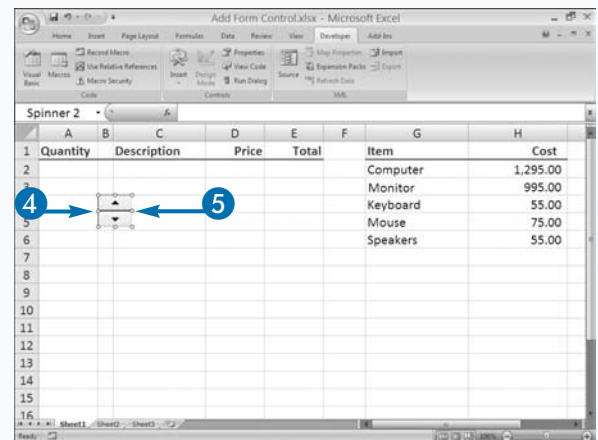 Add Form Control.xlsx - Microsoft Excel
Home Insert Page Layout Formulas Data Review View Developer Add-Ins
Visual Basic
Macros
Record Macro
Use Relative References
Macro Security
Code
Insert
Design Mode
Properties
View Code
Run Dialog
Controls
Source
Map Properties
Expansion Packs
Refresh Data
Import
Export
XML
Spinner 2 fx
A B C D E F G H
1 Quantity Description Price Total Item Cost
2 Computer 1,295.00
3 Monitor 995.00
4 Keyboard 55.00
5 Mouse 75.00
6 Speakers 55.00
7
8
9
10
11
12
13
14
15
16
4 5
Sheet1 Sheet2 Sheet3
Ready 100%